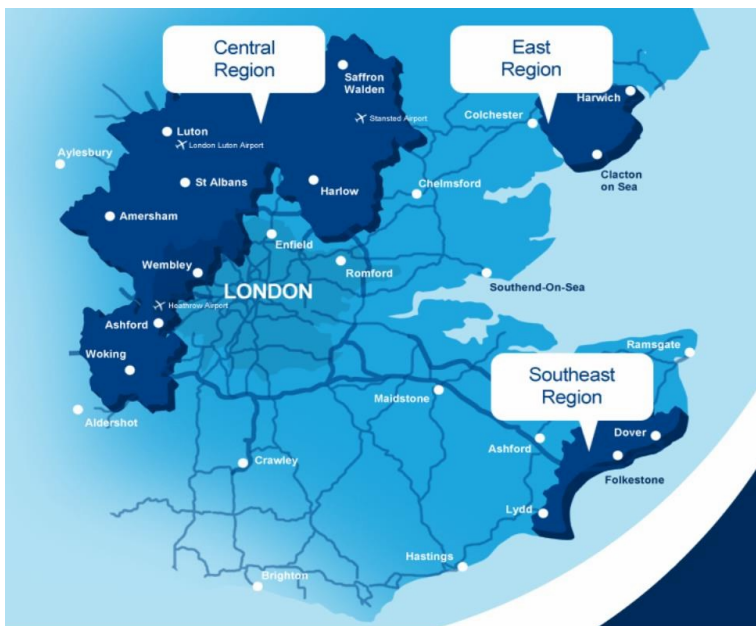 Central
Region
East
Region
Saffron
Walden
Harwich
Stansted Airport
Colchester
Luton
London Luton Airport
Aylesbury
St Albans
Harlow
Chelmsford
Clacton
on Sea
Amersham
Enfield
Wembley
Romford
Southend-On-Sea
LONDON
Heathrow Airport
Ashford
Woking
Ramsgate
Southeast
Region
Maidstone
Aldershot
Dover
Ashford
Crawley
Folkestone
Lydd
Hastings
Brighton